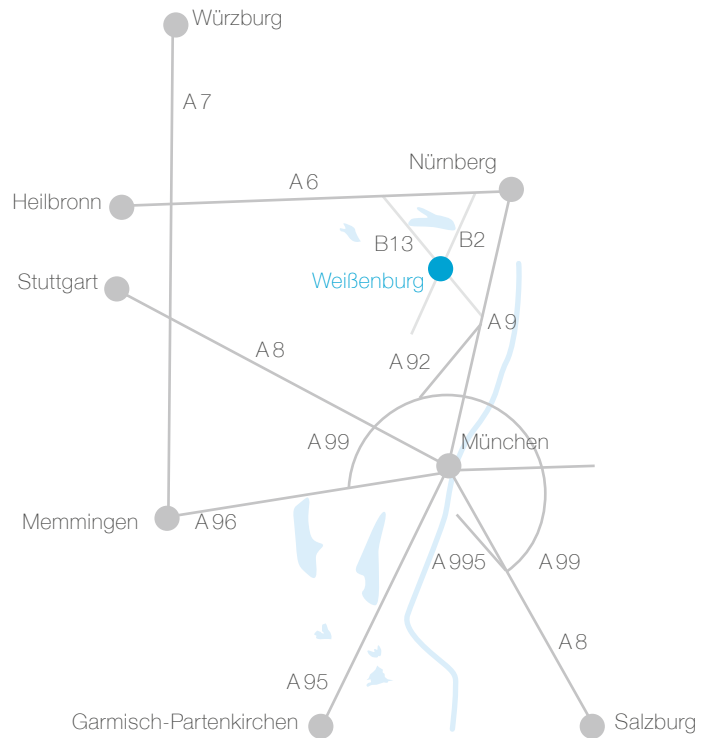 Würzburg
A 7
Nürnberg
A 6
Heilbronn
B13
B2
Weißenburg
Stuttgart
A 9
A 8
A 92
A 99
München
Memmingen
A 96
A 995
A 99
A 8
A 95
Garmisch-Partenkirchen
Salzburg